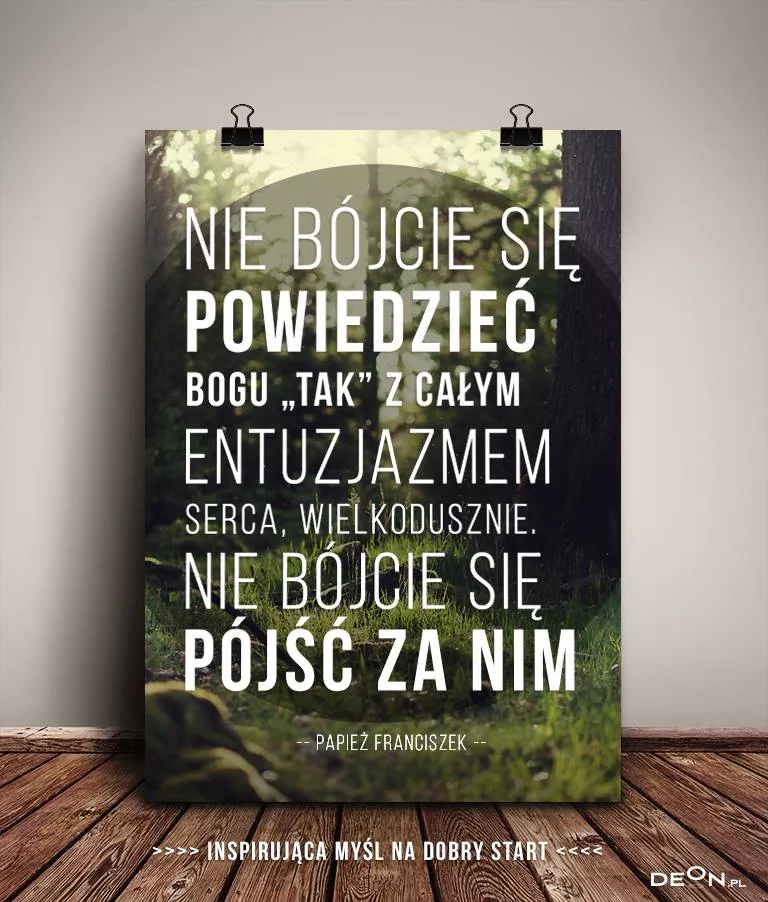 NIE BÓJCIE SIĘ
POWIEDZIEĆ
BOGU „TAK” Z CAŁYM
ENTUZJAZMEM
SERCA, WIELKODUSZNIE.
NIE BÓJCIE SIĘ
PÓJŚĆ ZA NIM
-- PAPIEŻ FRANCISZEK --
>>>> INSPIRUJĄCA MYŚL NA DOBRY START <<<<
DEON.PL